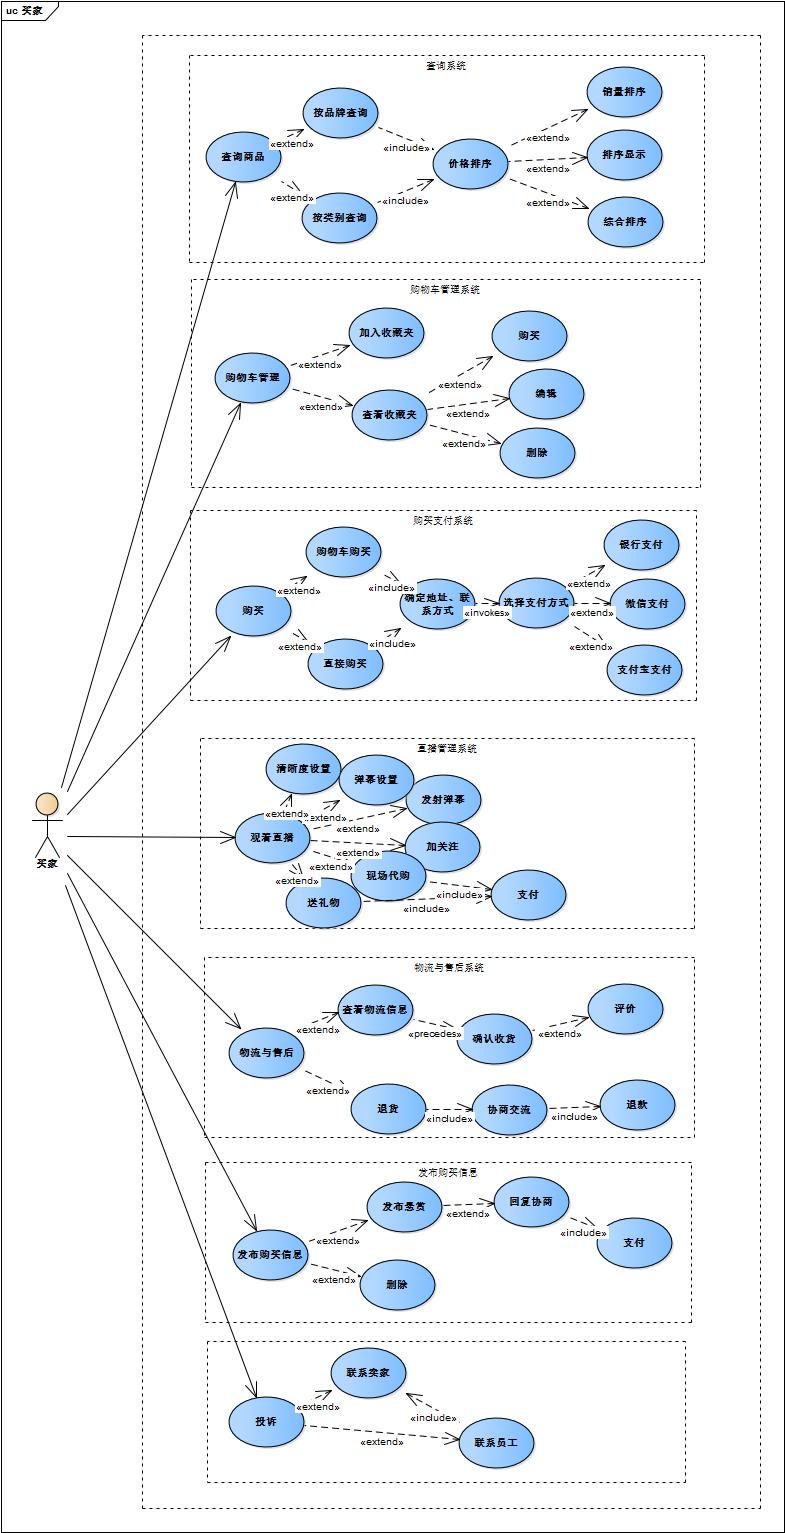 uc 买家
查询系统
查询商品
按品牌查询
按类别查询
价格排序
销量排序
排序显示
综合排序
«extend»
«extend»
«include»
«include»
«extend»
«extend»
«extend»
购物车管理系统
购物车管理
加入收藏夹
查看收藏夹
购买
编辑
删除
«extend»
«extend»
«extend»
«extend»
«extend»
购买支付系统
购买
购物车购买
直接购买
确定地址、联
系方式
选择支付方式
银行支付
微信支付
支付宝支付
«extend»
«extend»
«include»
«include»
«invokes»
«extend»
«extend»
«extend»
直播管理系统
观看直播
清晰度设置
弹幕设置
发射弹幕
加关注
现场代购
送礼物
支付
«extend»
«extend»
«extend»
«extend»
«extend»
«extend»
«include»
«include»
买家
物流与售后系统
物流与售后
查看物流信息
确认收货
评价
退货
协商交流
退款
«extend»
«precedes»
«extend»
«extend»
«include»
«include»
发布购买信息
发布购买信息
发布悬赏
回复协商
支付
删除
«extend»
«extend»
«include»
«extend»
投诉
联系卖家
联系员工
«extend»
«include»
«extend»